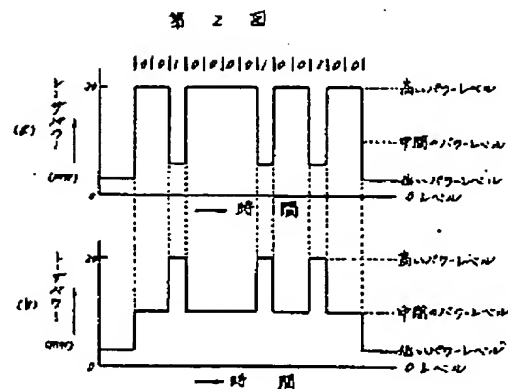 第2図
0 0 1 0 0 0 0 1 0 0 1 0 0
20
レーザパワー
(mW)
(a)
0
高いパワーレベル
中間のパワーレベル
低いパワーレベル
0レベル
→ 時間
20
レーザパワー
(mW)
(b)
0
高いパワーレベル
中間のパワーレベル
低いパワーレベル
0レベル
→ 時間